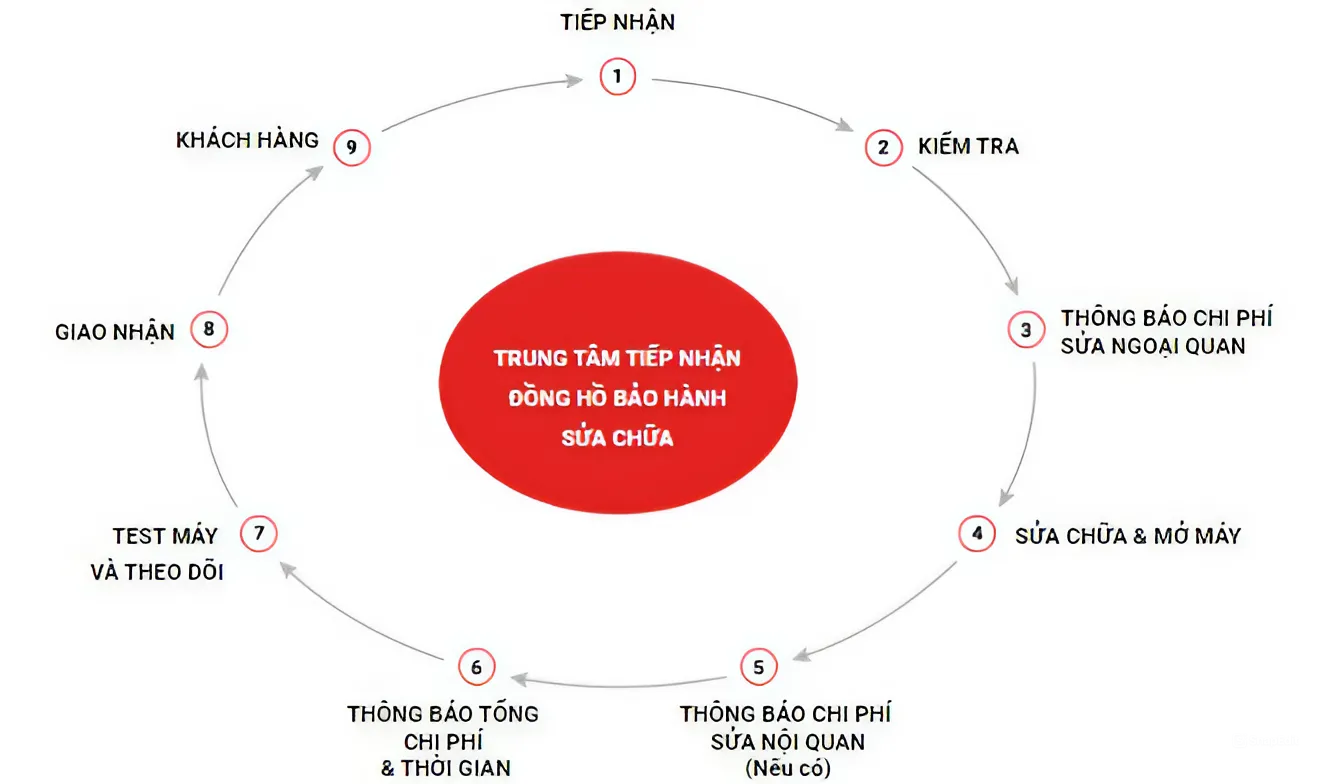 TIẾP NHẬN
1
2
KIỂM TRA
3
THÔNG BÁO CHI PHÍ
SỬA NGOẠI QUAN
4
SỬA CHỮA & MỞ MÁY
5
THÔNG BÁO CHI PHÍ
SỬA NỘI QUAN
(Nếu có)
6
THÔNG BÁO TỔNG
CHI PHÍ
& THỜI GIAN
7
TEST MÁY
VÀ THEO DÕI
8
GIAO NHẬN
9
KHÁCH HÀNG
TRUNG TÂM TIẾP NHẬN
ĐỒNG HỒ BẢO HÀNH
SỬA CHỮA